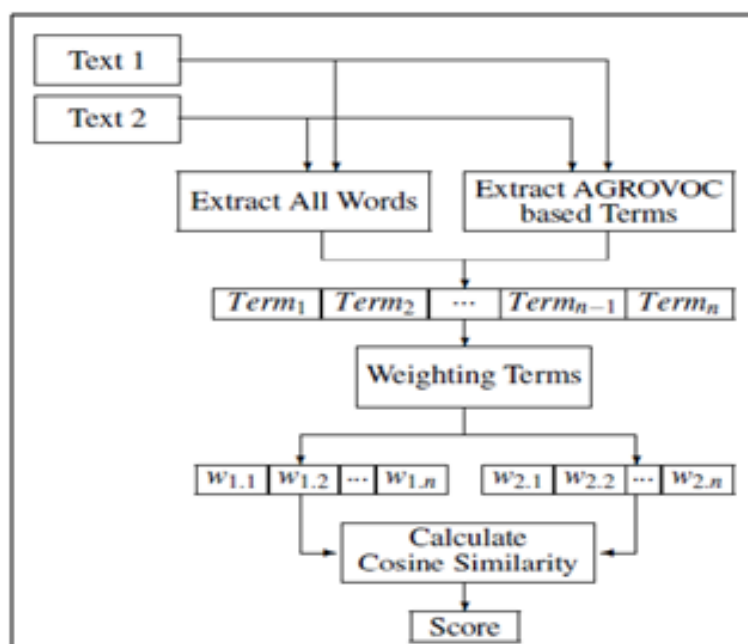 Text 1
Text 2
Extract All Words
Extract AGROVOC
based Terms
Term₁ Term₂ ... Termₙ₋₁ Termₙ
Weighting Terms
w₁.₁ w₁.₂ ... w₁.ₙ w₂.₁ w₂.₂ ... w₂.ₙ
Calculate
Cosine Similarity
Score